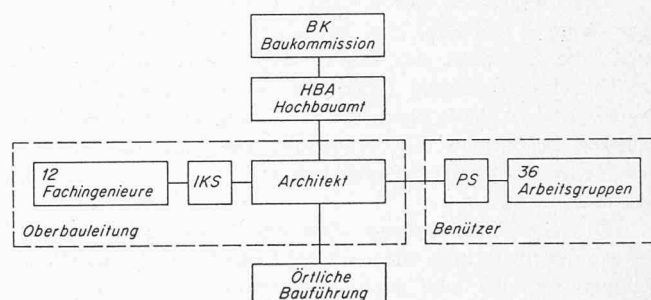 BK
Baukommission
HBA
Hochbauamt
12
Fachingenieure
IKS
Architekt
PS
36
Arbeitsgruppen
Oberbauleitung
Benützer
Örtliche
Bauführung